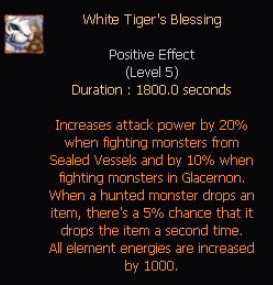 White Tiger's Blessing
Positive Effect
(Level 5)
Duration : 1800.0 seconds
Increases attack power by 20%
when fighting monsters from
Sealed Vessels and by 10% when
fighting monsters in Glacernon.
When a hunted monster drops an
item, there's a 5% chance that it
drops the item a second time.
All element energies are increased
by 1000.